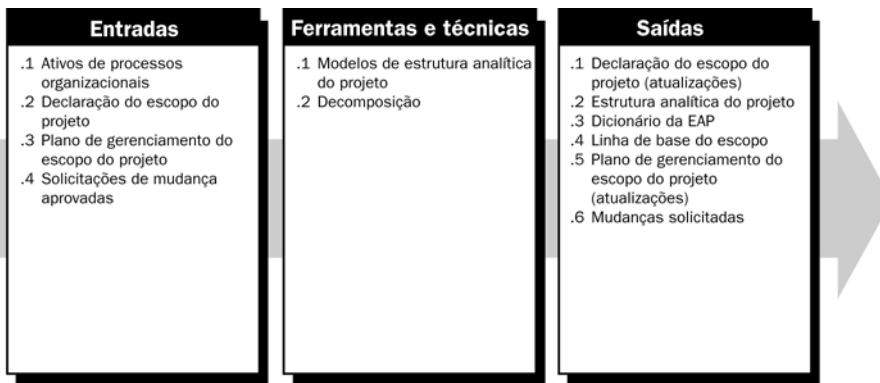 Entradas
.1 Ativos de processos
organizacionais
.2 Declaração do escopo do
projeto
.3 Plano de gerenciamento do
escopo do projeto
.4 Solicitações de mudança
aprovadas
Ferramentas e técnicas
.1 Modelos de estrutura analítica
do projeto
.2 Decomposição
Saídas
.1 Declaração do escopo do
projeto (atualizações)
.2 Estrutura analítica do projeto
.3 Dicionário da EAP
.4 Linha de base do escopo
.5 Plano de gerenciamento do
escopo do projeto
(atualizações)
.6 Mudanças solicitadas